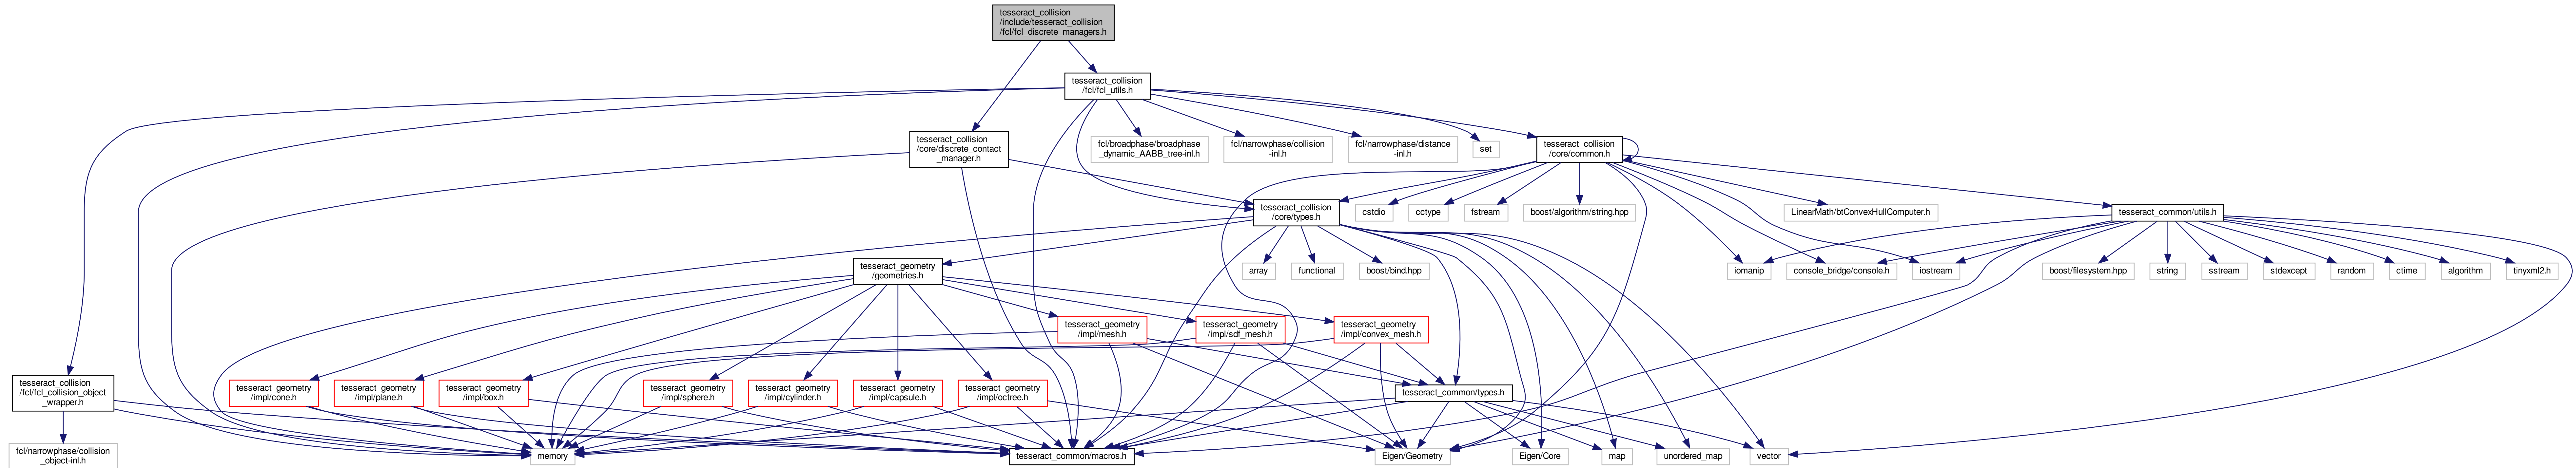 tesseract_collision
/include/tesseract_collision
/fcl/fcl_discrete_managers.h
tesseract_collision
/fcl/fcl_utils.h
tesseract_collision
/core/discrete_contact
_manager.h
fcl/broadphase/broadphase
_dynamic_AABB_tree-inl.h
fcl/narrowphase/collision
-inl.h
fcl/narrowphase/distance
-inl.h
set
tesseract_collision
/core/common.h
tesseract_collision
/core/types.h
cstdio
cctype
fstream
boost/algorithm/string.hpp
LinearMath/btConvexHullComputer.h
tesseract_common/utils.h
tesseract_geometry
/geometries.h
array
functional
boost/bind.hpp
iomanip
console_bridge/console.h
iostream
boost/filesystem.hpp
string
sstream
stdexcept
random
ctime
algorithm
tinyxml2.h
tesseract_geometry
/impl/mesh.h
tesseract_geometry
/impl/sdf_mesh.h
tesseract_geometry
/impl/convex_mesh.h
tesseract_collision
/fcl/fcl_collision_object
_wrapper.h
tesseract_geometry
/impl/cone.h
tesseract_geometry
/impl/plane.h
tesseract_geometry
/impl/box.h
tesseract_geometry
/impl/sphere.h
tesseract_geometry
/impl/cylinder.h
tesseract_geometry
/impl/capsule.h
tesseract_geometry
/impl/octree.h
tesseract_common/types.h
fcl/narrowphase/collision
_object-inl.h
memory
tesseract_common/macros.h
Eigen/Geometry
Eigen/Core
map
unordered_map
vector